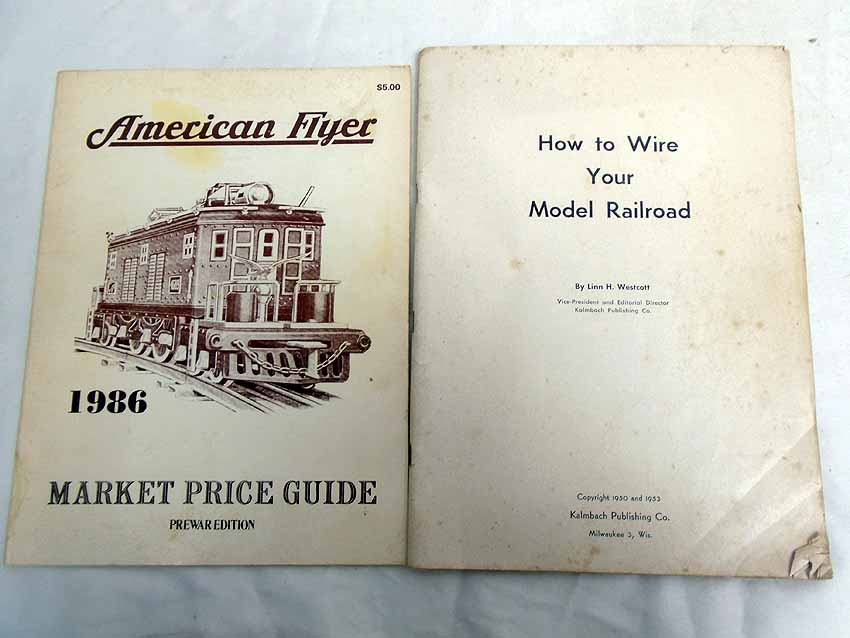 $5.00
American Flyer
1986
MARKET PRICE GUIDE
PREWAR EDITION
How to Wire
Your
Model Railroad
By Linn H. Westcott
Vice-President and Editorial Director
Kalmbach Publishing Co.
Copyright 1950 and 1953
Kalmbach Publishing Co.
Milwaukee 3, Wis.